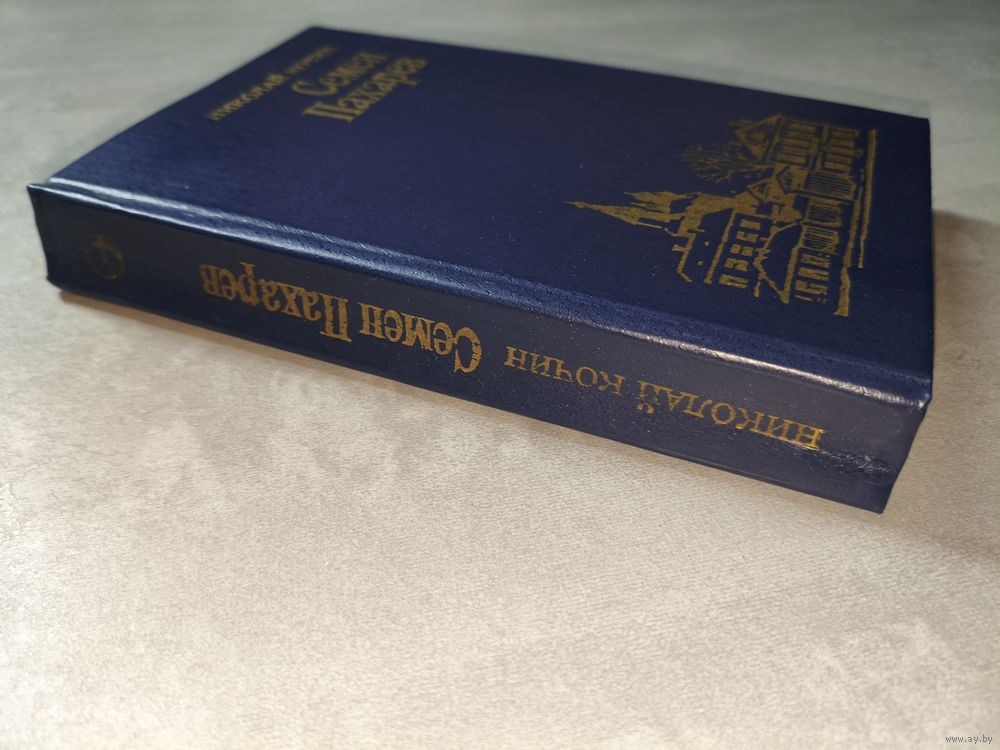 НИКОЛАЙ КОЧИН
Семен
Пахарев
НИКОЛАЙ КОЧИН Семен Пахарев
www.ay.by